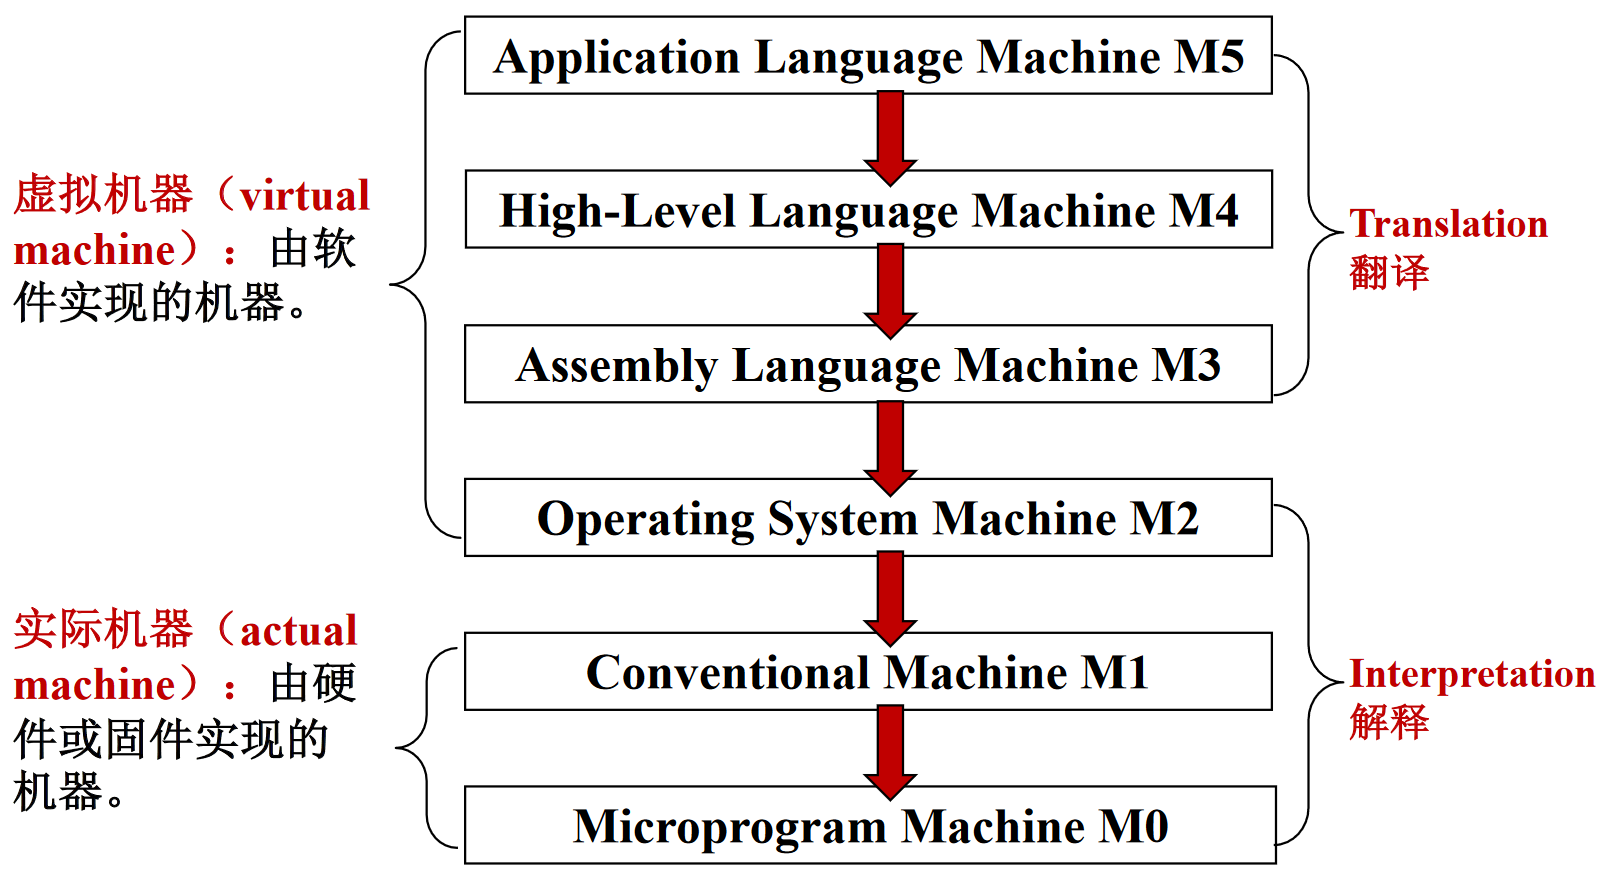 Application Language Machine M5
High-Level Language Machine M4
Assembly Language Machine M3
Operating System Machine M2
Conventional Machine M1
Microprogram Machine M0
虚拟机器（virtual
machine）：由软
件实现的机器。
实际机器（actual
machine）：由硬
件或固件实现的
机器。
Translation
翻译
Interpretation
解释